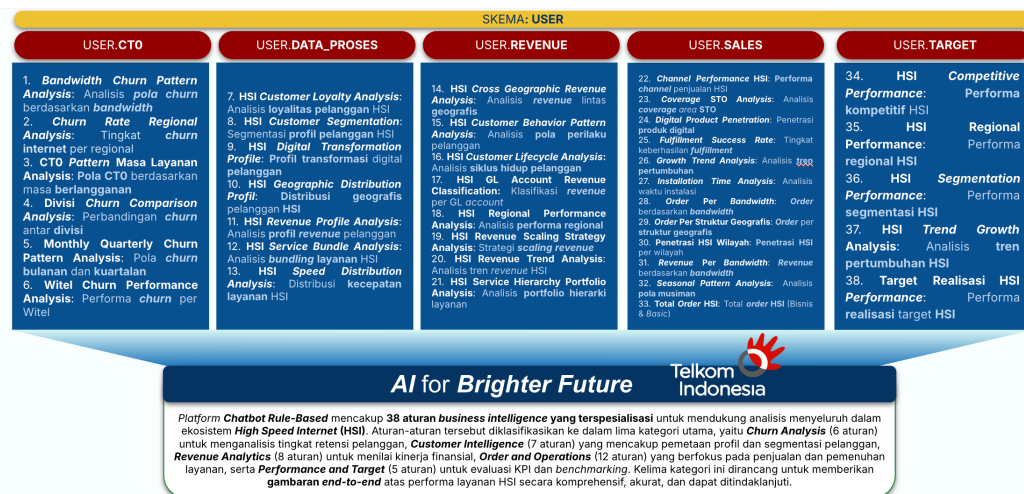 SKEMA: USER
USER.CT0
1. Bandwidth Churn Pattern
Analysis: Analisis pola churn
berdasarkan bandwidth
2. Churn Rate Regional
Analysis: Tingkat churn
internet per regional
3. CT0 Pattern Masa Layanan
Analysis: Pola CT0 berdasarkan
masa berlangganan
4. Divisi Churn Comparison
Analysis: Perbandingan churn
antar divisi
5. Monthly Quarterly Churn
Pattern Analysis: Pola churn
bulanan dan kuartalan
6. Witel Churn Performance
Analysis: Performa churn per
Witel
USER.DATA_PROSES
7. HSI Customer Loyalty Analysis:
Analisis loyalitas pelanggan HSI
8. HSI Customer Segmentation:
Segmentasi profil pelanggan HSI
9. HSI Digital Transformation
Profile: Profil transformasi digital
pelanggan
10. HSI Geographic Distribution
Profil: Distribusi geografis
pelanggan HSI
11. HSI Revenue Profile Analysis:
Analisis profil revenue pelanggan
12. HSI Service Bundle Analysis:
Analisis bundling layanan HSI
13. HSI Speed Distribution
Analysis: Distribusi kecepatan
layanan HSI
USER.REVENUE
14. HSI Cross Geographic Revenue
Analysis: Analisis revenue lintas
geografis
15. HSI Customer Behavior Pattern
Analysis: Analisis pola perilaku
pelanggan
16. HSI Customer Lifecycle Analysis:
Analisis siklus hidup pelanggan
17. HSI GL Account Revenue
Classification: Klasifikasi revenue
per GL account
18. HSI Regional Performance
Analysis: Analisis performa regional
19. HSI Revenue Scaling Strategy
Analysis: Strategi scaling revenue
20. HSI Revenue Trend Analysis:
Analisis tren revenue HSI
21. HSI Service Hierarchy Portfolio
Analysis: Analisis portfolio hierarki
layanan
USER.SALES
22. Channel Performance HSI: Performa
channel penjualan HSI
23. Coverage STO Analysis: Analisis
coverage area STO
24. Digital Product Penetration: Penetrasi
produk digital
25. Fulfillment Success Rate: Tingkat
keberhasilan fulfillment
26. Growth Trend Analysis: Analisis tren
pertumbuhan
27. Installation Time Analysis: Analisis
waktu instalasi
28. Order Per Bandwidth: Order
berdasarkan bandwidth
29. Order Per Struktur Geografis: Order per
struktur geografis
30. Penetrasi HSI Wilayah: Penetrasi HSI
per wilayah
31. Revenue Per Bandwidth: Revenue
berdasarkan bandwidth
32. Seasonal Pattern Analysis: Analisis
pola musiman
33. Total Order HSI: Total order HSI (Bisnis
& Basic)
USER.TARGET
34. HSI Competitive
Performance: Performa
kompetitif HSI
35. HSI Regional
Performance: Performa
regional HSI
36. HSI Segmentation
Performance: Performa
segmentasi HSI
37. HSI Trend Growth
Analysis: Analisis tren
pertumbuhan HSI
38. Target Realisasi HSI
Performance: Performa
realisasi target HSI
AI for Brighter Future
Telkom
Indonesia
Platform Chatbot Rule-Based mencakup 38 aturan business intelligence yang terspesialisasi untuk mendukung analisis menyeluruh dalam
ekosistem High Speed Internet (HSI). Aturan-aturan tersebut diklasifikasikan ke dalam lima kategori utama, yaitu Churn Analysis (6 aturan)
untuk menganalisis tingkat retensi pelanggan, Customer Intelligence (7 aturan) yang mencakup pemetaan profil dan segmentasi pelanggan,
Revenue Analytics (8 aturan) untuk menilai kinerja finansial, Order and Operations (12 aturan) yang berfokus pada penjualan dan pemenuhan
layanan, serta Performance and Target (5 aturan) untuk evaluasi KPI dan benchmarking. Kelima kategori ini dirancang untuk memberikan
gambaran end-to-end atas performa layanan HSI secara komprehensif, akurat, dan dapat ditindaklanjuti.